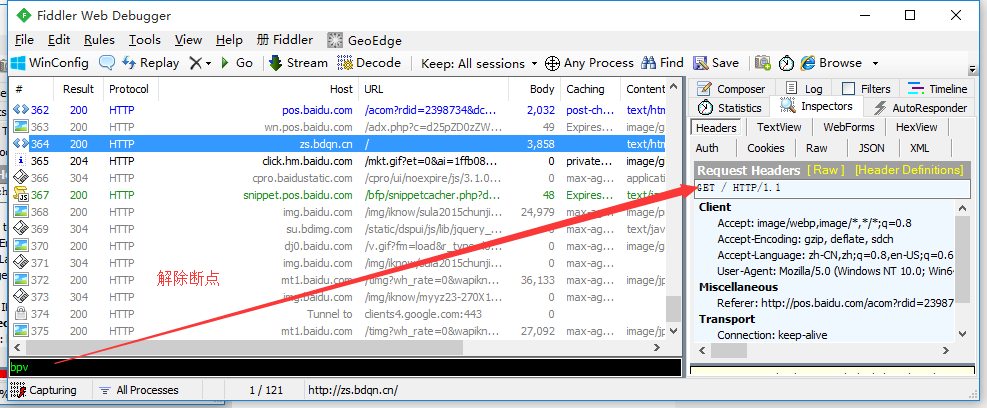 Fiddler Web Debugger
File Edit Rules Tools View Help 册 Fiddler GeoEdge
WinConfig Replay Go Stream Decode Keep: All sessions Any Process Find Save Browse
# Result Protocol Host URL Body Caching Content
362 200 HTTP pos.baidu.com /acom?rdid=2398734&dc... 2,032 post-ch... text/htm
363 200 HTTP wn.pos.baidu.com /adx.php?c=d25pZD0zZW... 49 Expires... image/g
364 200 HTTP zs.bdqn.cn / 3,858 text/htm
365 204 HTTP click.hm.baidu.com /mkt.gif?et=0&ai=1ffb08... 0 private... image/g
366 200 HTTP cpro.baidustatic.com /cpro/ui/noexpire/js/3.1.0... max-ag... applicati
367 200 HTTP snippet.pos.baidu.com /bfp/snippetcacher.php?d... 48 Expires...
368 200 HTTP img.baidu.com /img/iknow/sula2015chunji... 24,979 max-ag... image/p
369 200 HTTP su.bdimg.com /static/dspui/js/lib/jquery_... max-ag... text/jav
370 200 HTTP dj0.baidu.com /v.gif?fm=load&r_type... image/g
371 200 HTTP img.baidu.com /img/iknow/sula2015chunji... max-ag... image/p
372 200 HTTP mt1.baidu.com /timg?wh_rate=0&wapikn... 36,133 max-ag... image/jp
373 304 HTTP img.baidu.com /img/iknow/myyz23-270X1... max-ag...
374 200 HTTP Tunnel to clients4.google.com:443 0
375 200 HTTP mt1.baidu.com /timg?wh_rate=0&wapikn... 27,092 max-ag... image/jp
解除断点
bpv
Capturing All Processes 1 / 121 http://zs.bdqn.cn/
Composer Log Filters Timeline
Statistics Inspectors AutoResponder
Headers TextView WebForms HexView
Auth Cookies Raw JSON XML
Request Headers [ Raw ] [Header Definitions]
GET / HTTP/1.1
Client
Accept: image/webp,image/*,*/*;q=0.8
Accept-Encoding: gzip, deflate, sdch
Accept-Language: zh-CN,zh;q=0.8,en-US;q=0.6
User-Agent: Mozilla/5.0 (Windows NT 10.0; Win6
Miscellaneous
Referer: http://pos.baidu.com/acom?rdid=23987
Transport
Connection: keep-alive